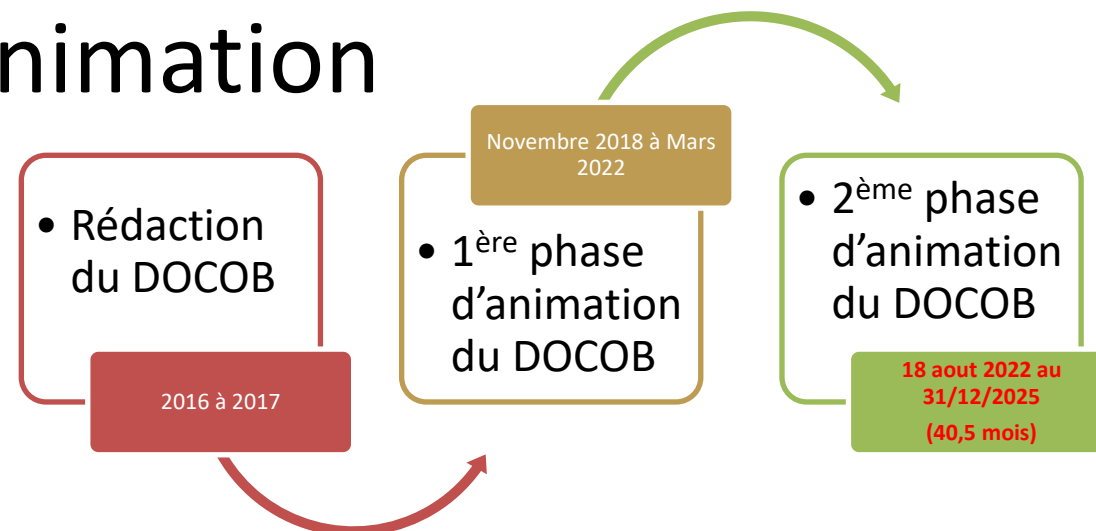 nimation
• Rédaction
du DOCOB
2016 à 2017
Novembre 2018 à Mars
2022
• 1ère phase
d’animation
du DOCOB
• 2ème phase
d’animation
du DOCOB
18 aout 2022 au
31/12/2025
(40,5 mois)